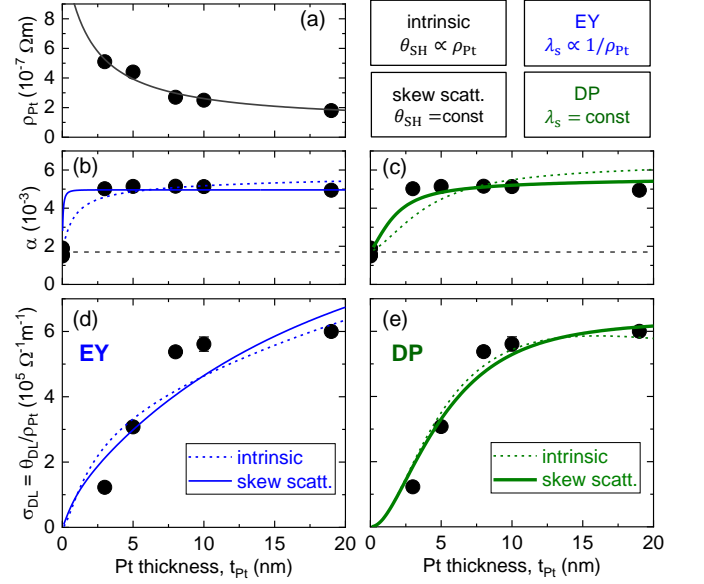 (a)
ρPt (10-7 Ωm)
8
6
4
2
0
intrinsic
θSH ∝ ρPt
EY
λs ∝ 1/ρPt
skew scatt.
θSH =const
DP
λs = const
(b)
α (10-3)
6
4
2
0
(c)
(d)
EY
σDL = θDL/ρPt (105 Ω-1m-1)
6
4
2
0
intrinsic
skew scatt.
0 5 10 15 20
Pt thickness, tPt (nm)
(e)
DP
intrinsic
skew scatt.
0 5 10 15 20
Pt thickness, tPt (nm)